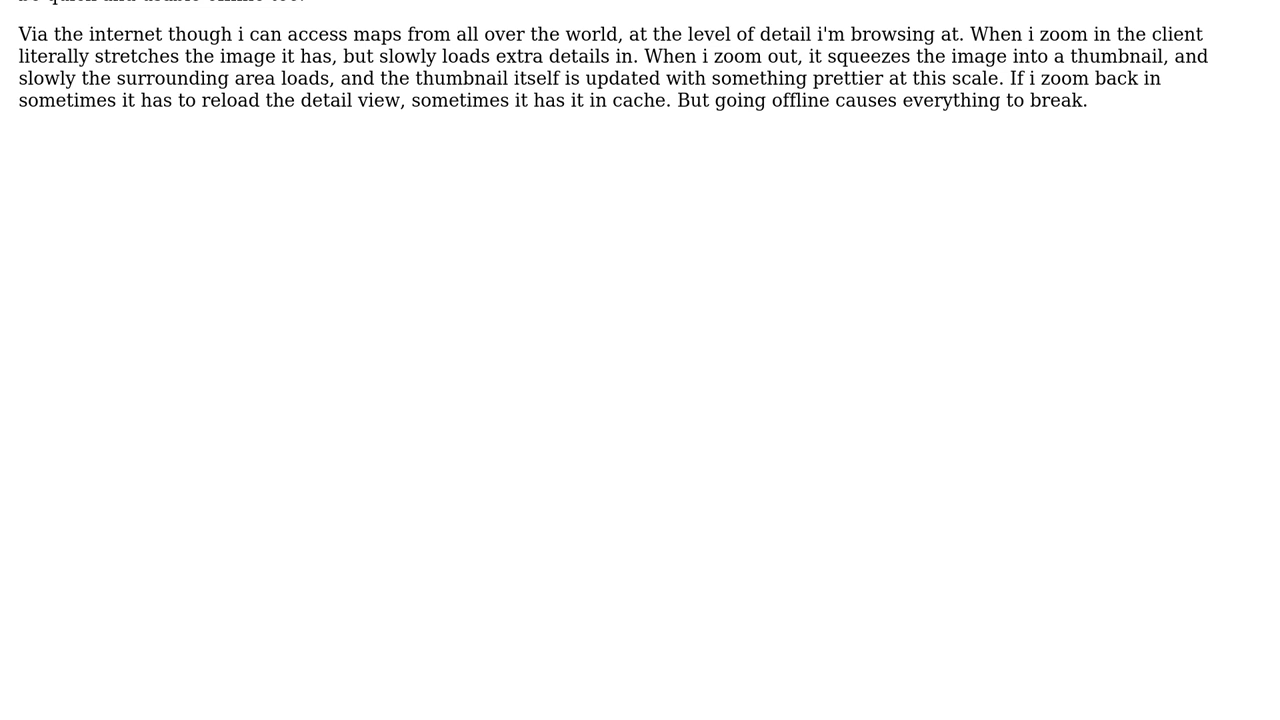 Via the internet though i can access maps from all over the world, at the level of detail i'm browsing at. When i zoom in the client
literally stretches the image it has, but slowly loads extra details in. When i zoom out, it squeezes the image into a thumbnail, and
slowly the surrounding area loads, and the thumbnail itself is updated with something prettier at this scale. If i zoom back in
sometimes it has to reload the detail view, sometimes it has it in cache. But going offline causes everything to break.